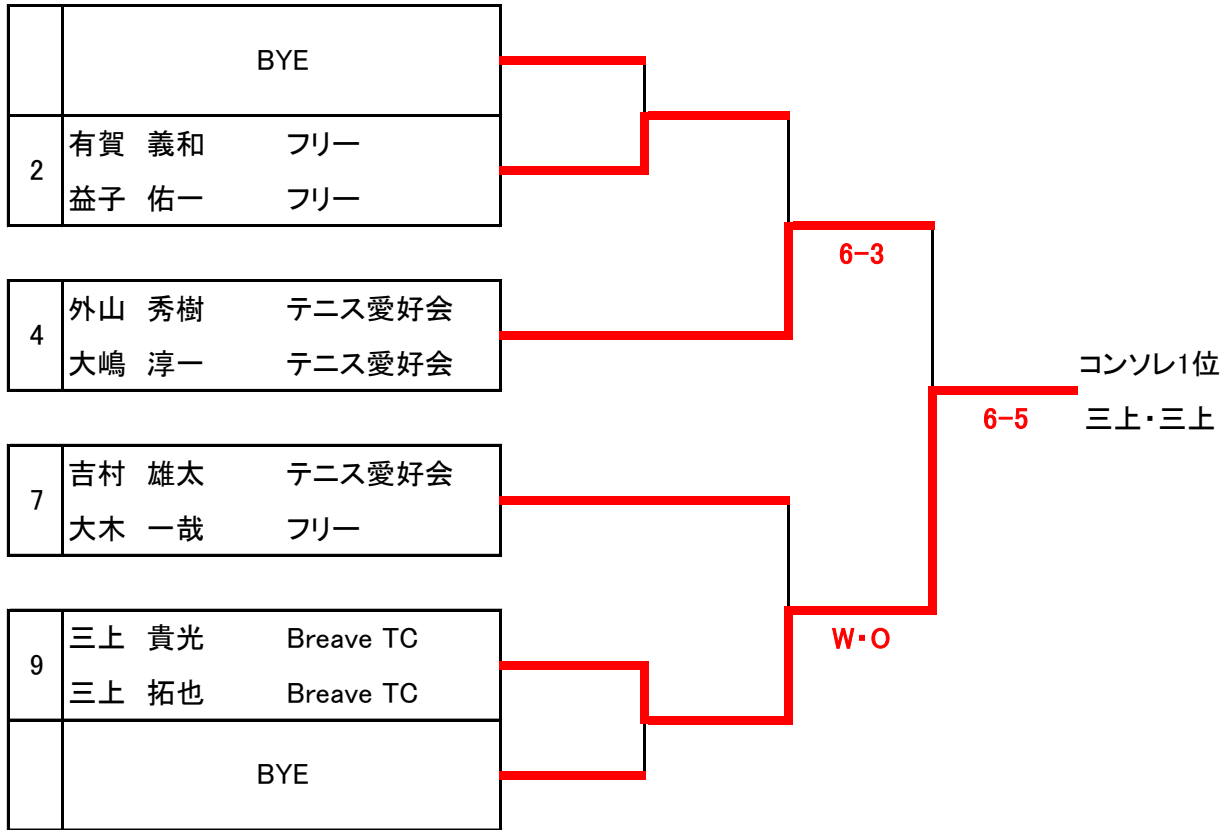 BYE
2
有賀 義和 フリー
益子 佑一 フリー
6-3
4
外山 秀樹 テニス愛好会
大嶋 淳一 テニス愛好会
コンソレ1位
6-5 三上・三上
7
吉村 雄太 テニス愛好会
大木 一哉 フリー
9
三上 貴光 Breave TC
W・O
三上 拓也 Breave TC
BYE